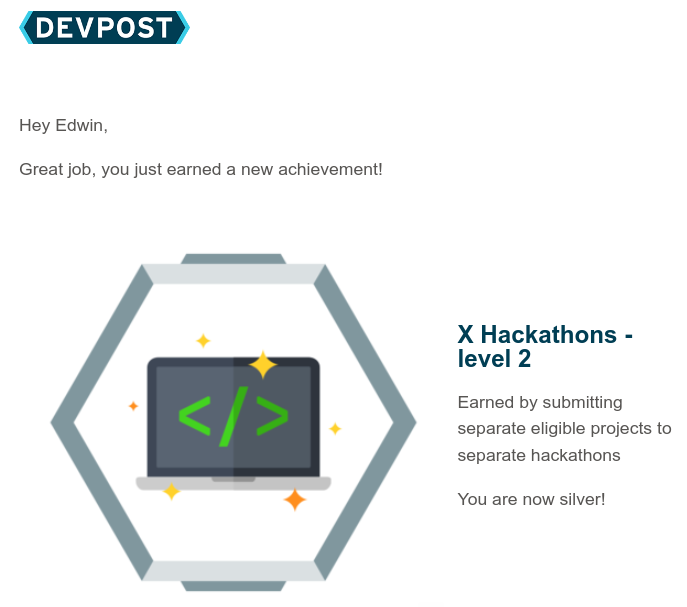 DEVPOST
Hey Edwin,
Great job, you just earned a new achievement!
</>
X Hackathons -
level 2
Earned by submitting
separate eligible projects to
separate hackathons
You are now silver!